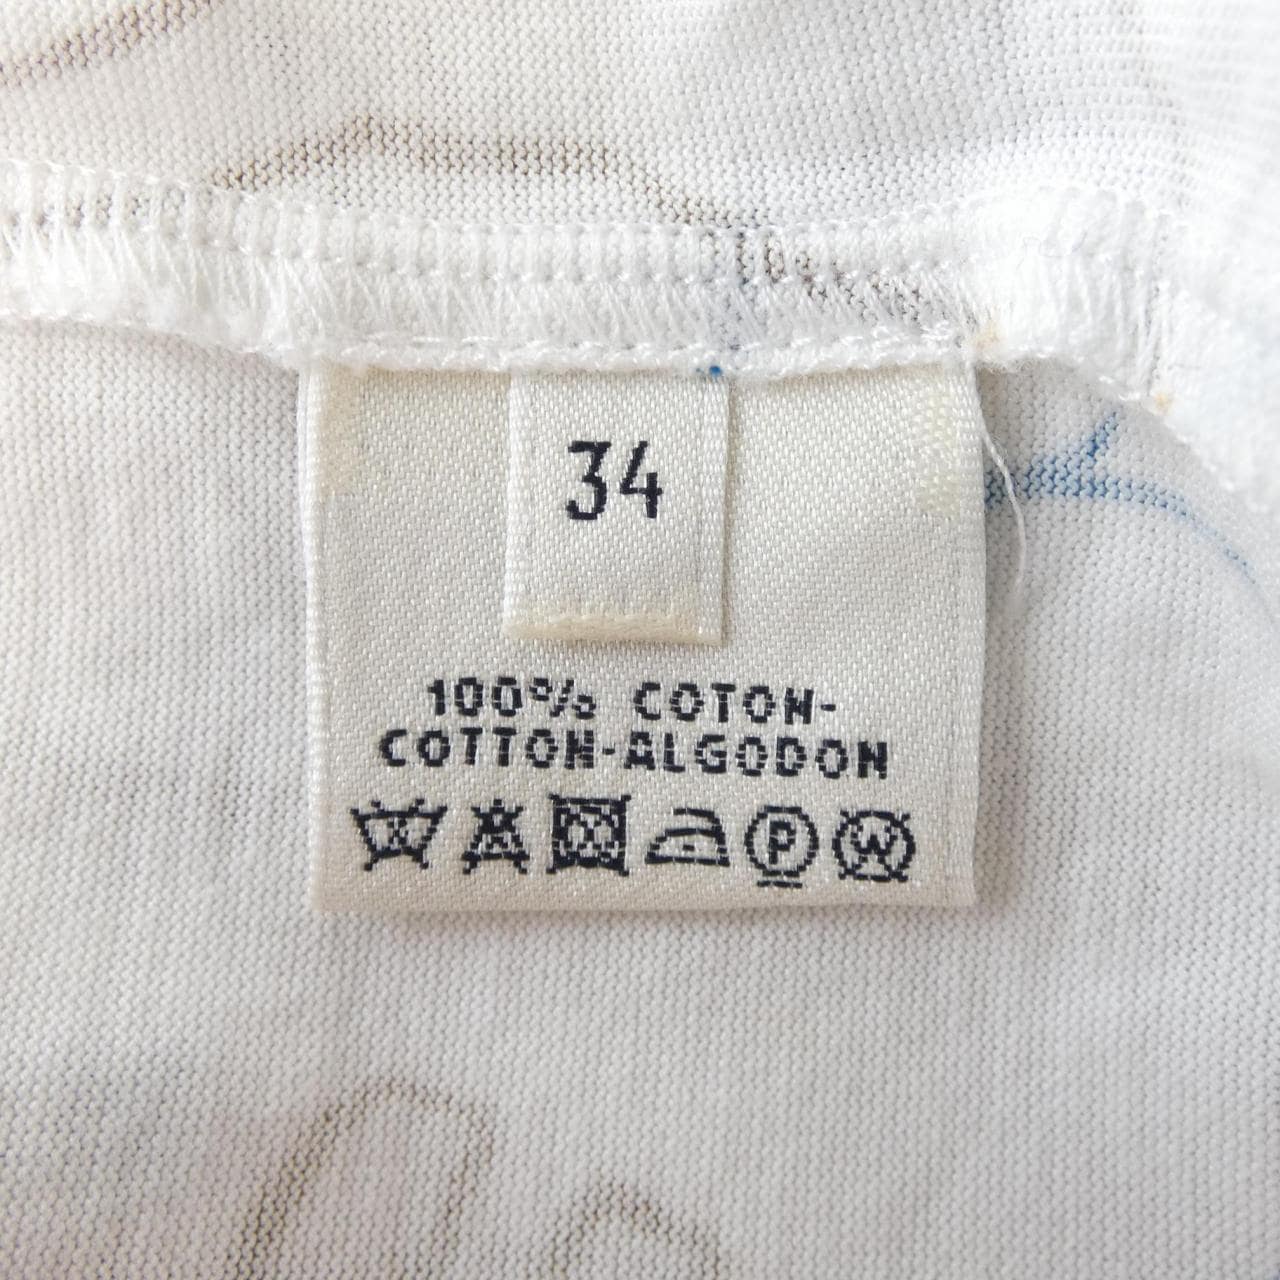 34
100% COTON-
COTTON-ALGODON
P W